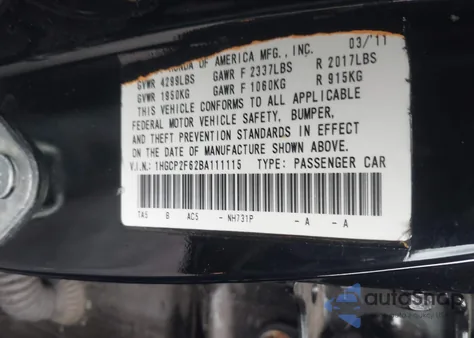 HONDA OF AMERICA MFG., INC. 03/'11
GVWR 4289LBS GAWR F 2337LBS R 2017LBS
GVWR 1950KG GAWR F 1060KG R 915KG
THIS VEHICLE CONFORMS TO ALL APPLICABLE
FEDERAL MOTOR VEHICLE SAFETY, BUMPER,
AND THEFT PREVENTION STANDARDS IN EFFECT
ON THE DATE OF MANUFACTURE SHOWN ABOVE.
V.I.N.: 1HGCP2F62BA111115 TYPE: PASSENGER CAR
TA5 B AC5 - NH731P - A - A
autoSnap